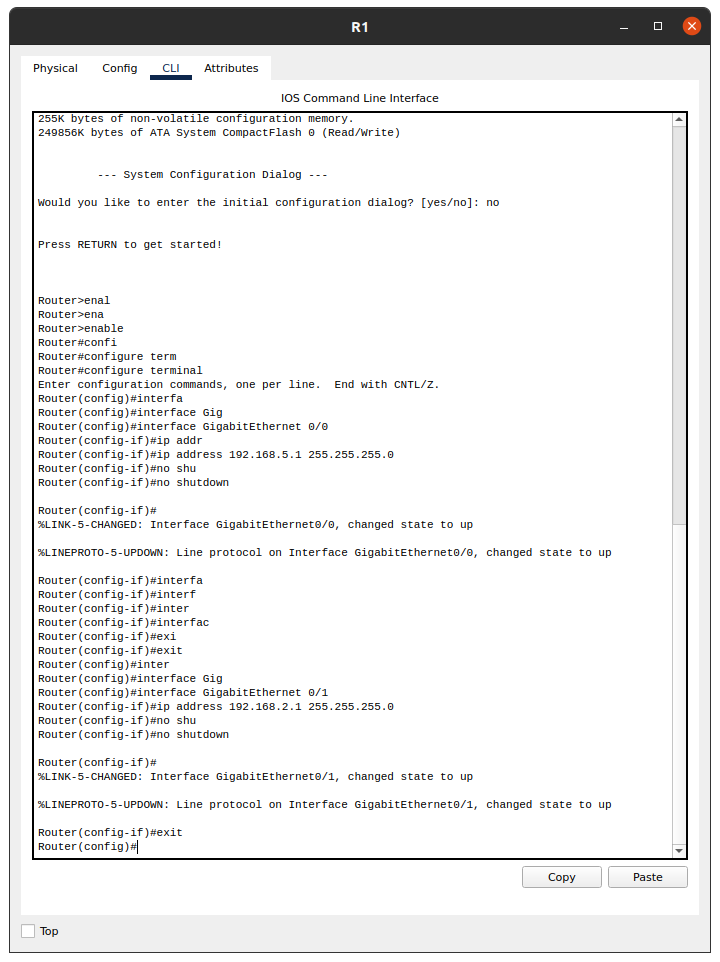 R1
Physical Config CLI Attributes
IOS Command Line Interface
255K bytes of non-volatile configuration memory.
249856K bytes of ATA System CompactFlash 0 (Read/Write)
--- System Configuration Dialog ---
Would you like to enter the initial configuration dialog? [yes/no]: no
Press RETURN to get started!
Router>enal
Router>ena
Router>enable
Router#confi
Router#configure term
Router#configure terminal
Enter configuration commands, one per line.  End with CNTL/Z.
Router(config)#interfa
Router(config)#interface Gig
Router(config)#interface GigabitEthernet 0/0
Router(config-if)#ip addr
Router(config-if)#ip address 192.168.5.1 255.255.255.0
Router(config-if)#no shu
Router(config-if)#no shutdown
Router(config-if)#
%LINK-5-CHANGED: Interface GigabitEthernet0/0, changed state to up
%LINEPROTO-5-UPDOWN: Line protocol on Interface GigabitEthernet0/0, changed state to up
Router(config-if)#interfa
Router(config-if)#interf
Router(config-if)#inter
Router(config-if)#interfac
Router(config-if)#exi
Router(config-if)#exit
Router(config)#inter
Router(config)#interface Gig
Router(config)#interface GigabitEthernet 0/1
Router(config-if)#ip address 192.168.2.1 255.255.255.0
Router(config-if)#no shu
Router(config-if)#no shutdown
Router(config-if)#
%LINK-5-CHANGED: Interface GigabitEthernet0/1, changed state to up
%LINEPROTO-5-UPDOWN: Line protocol on Interface GigabitEthernet0/1, changed state to up
Router(config-if)#exit
Router(config)#
Copy Paste
Top